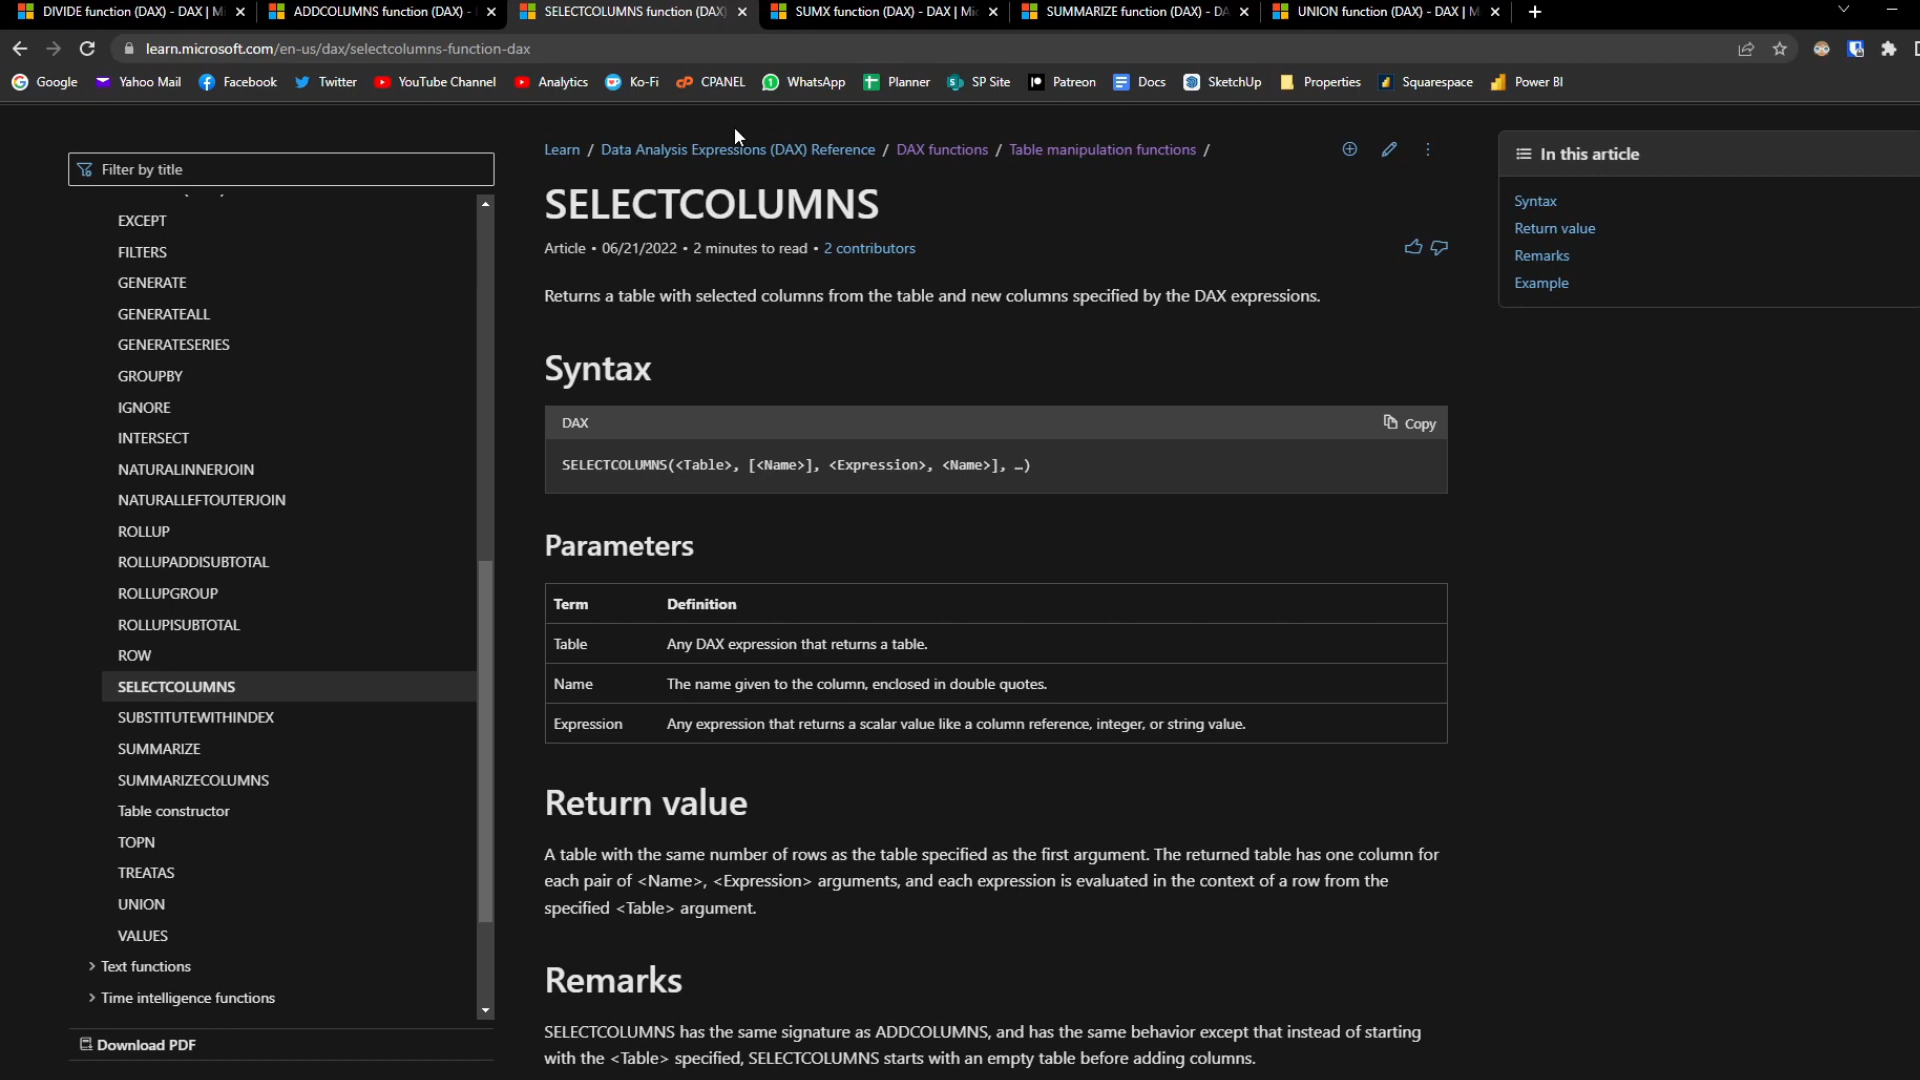 DIVIDE function (DAX) - DAX | Mi
ADDCOLUMNS function (DAX) -
SELECTCOLUMNS function (DAX)
SUMX function (DAX) - DAX | Mic
SUMMARIZE function (DAX) - DA
UNION function (DAX) - DAX | M
learn.microsoft.com/en-us/dax/selectcolumns-function-dax
Google
Yahoo Mail
Facebook
Twitter
YouTube Channel
Analytics
Ko-Fi
CPANEL
WhatsApp
Planner
SP Site
Patreon
Docs
SketchUp
Properties
Squarespace
Power BI
Filter by title
EXCEPT
FILTERS
GENERATE
GENERATEALL
GENERATESERIES
GROUPBY
IGNORE
INTERSECT
NATURALINNERJOIN
NATURALLEFTOUTERJOIN
ROLLUP
ROLLUPADDISUBTOTAL
ROLLUPGROUP
ROLLUPISUBTOTAL
ROW
SELECTCOLUMNS
SUBSTITUTEWITHINDEX
SUMMARIZE
SUMMARIZECOLUMNS
Table constructor
TOPN
TREATAS
UNION
VALUES
Text functions
Time intelligence functions
Download PDF
Learn / Data Analysis Expressions (DAX) Reference / DAX functions / Table manipulation functions /
SELECTCOLUMNS
Article • 06/21/2022 • 2 minutes to read • 2 contributors
Returns a table with selected columns from the table and new columns specified by the DAX expressions.
Syntax
DAX
Copy
SELECTCOLUMNS(<Table>, [<Name>], <Expression>, <Name>], …)
Parameters
Term Definition
Table Any DAX expression that returns a table.
Name The name given to the column, enclosed in double quotes.
Expression Any expression that returns a scalar value like a column reference, integer, or string value.
Return value
A table with the same number of rows as the table specified as the first argument. The returned table has one column for
each pair of <Name>, <Expression> arguments, and each expression is evaluated in the context of a row from the
specified <Table> argument.
Remarks
SELECTCOLUMNS has the same signature as ADDCOLUMNS, and has the same behavior except that instead of starting
with the <Table> specified, SELECTCOLUMNS starts with an empty table before adding columns.
In this article
Syntax
Return value
Remarks
Example